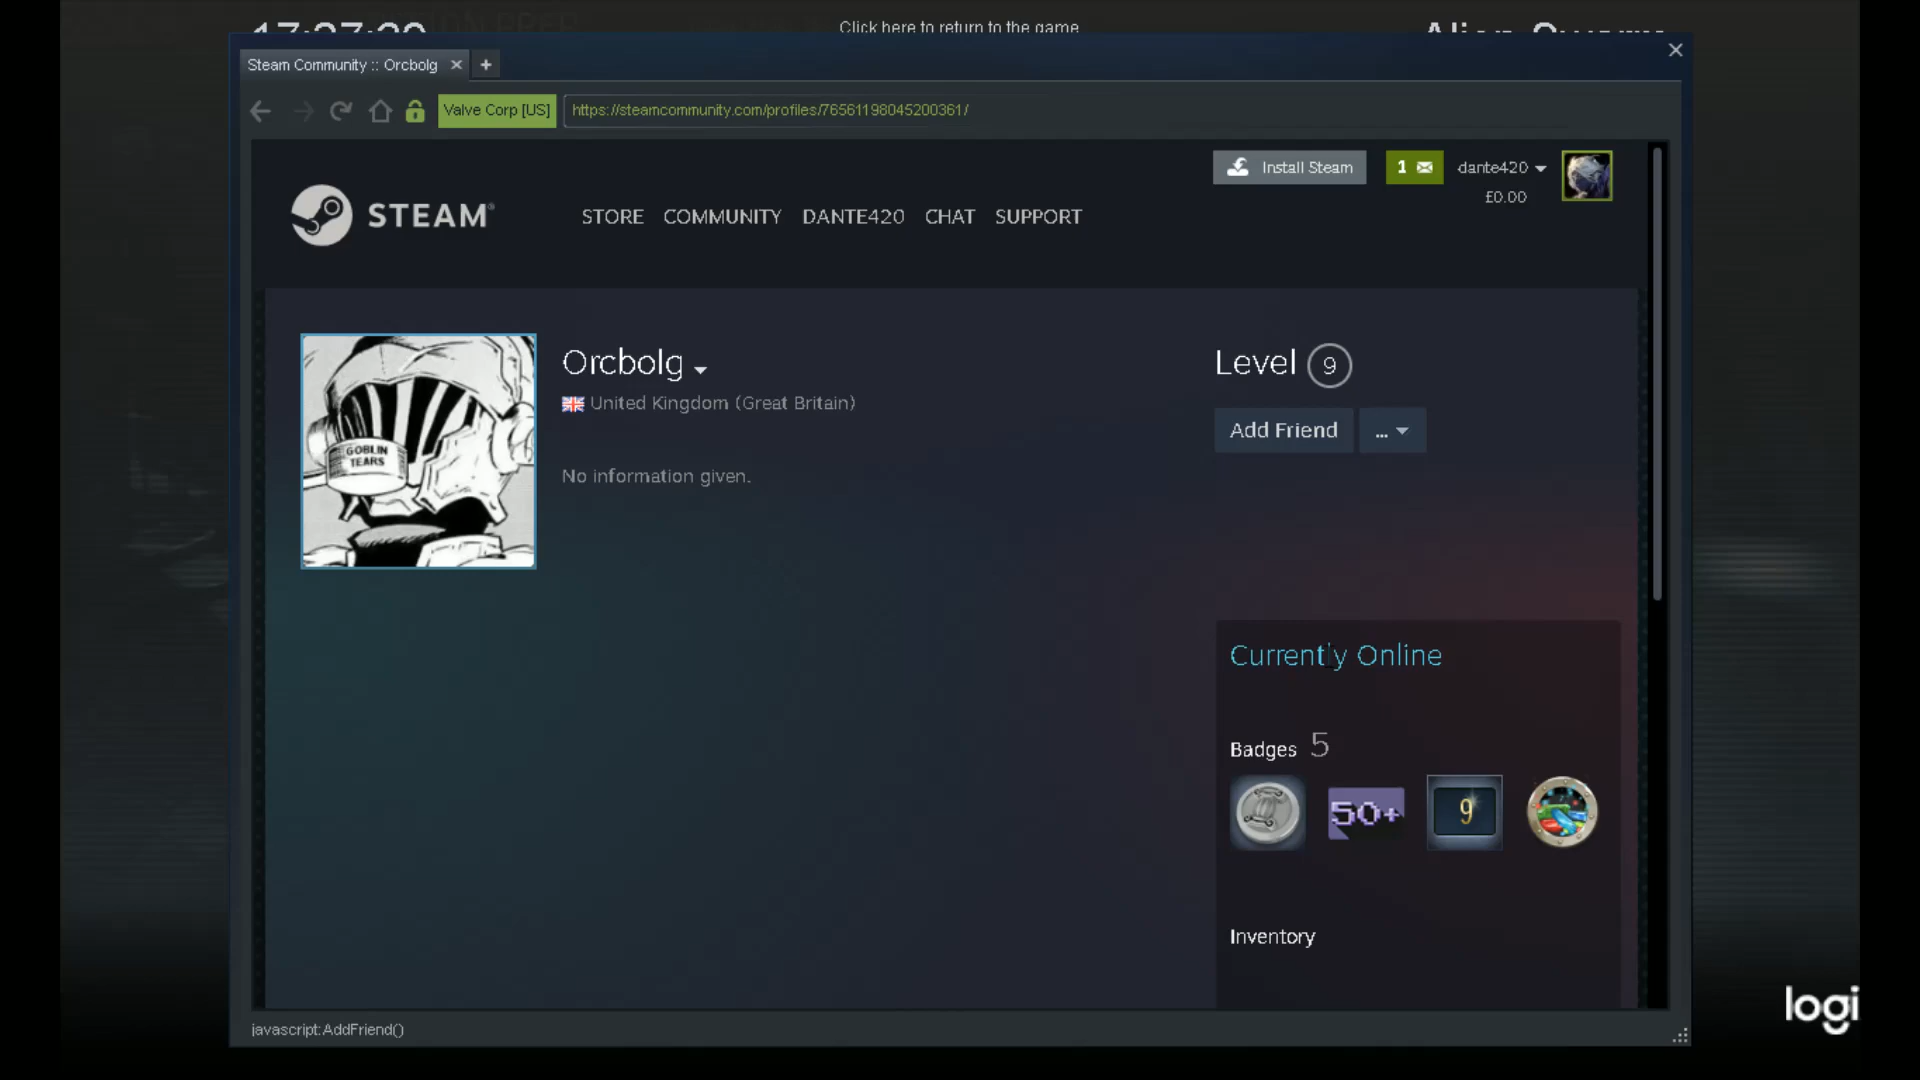 Click here to return to the game
Steam Community :: Orcbolg
Valve Corp [US]
https://steamcommunity.com/profiles/76561198045200361/
Install Steam
1
dante420
£0.00
STEAM®
STORE COMMUNITY DANTE420 CHAT SUPPORT
GOBLIN
TEARS
Orcbolg
United Kingdom (Great Britain)
No information given.
Level 9
Add Friend
...
Currently Online
Badges 5
50+
9
Inventory
javascript:AddFriend()
logi